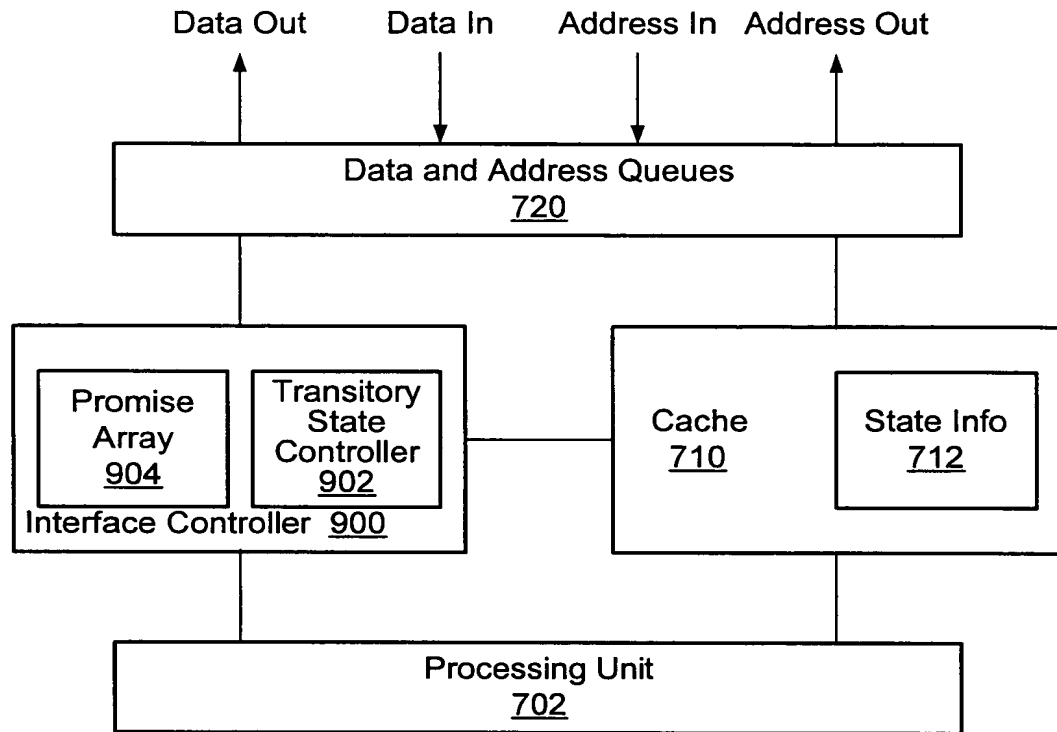 Data Out
Data In
Address In
Address Out
Data and Address Queues
720
Promise
Array
904
Transitory
State
Controller
902
Interface Controller 900
Cache
710
State Info
712
Processing Unit
702